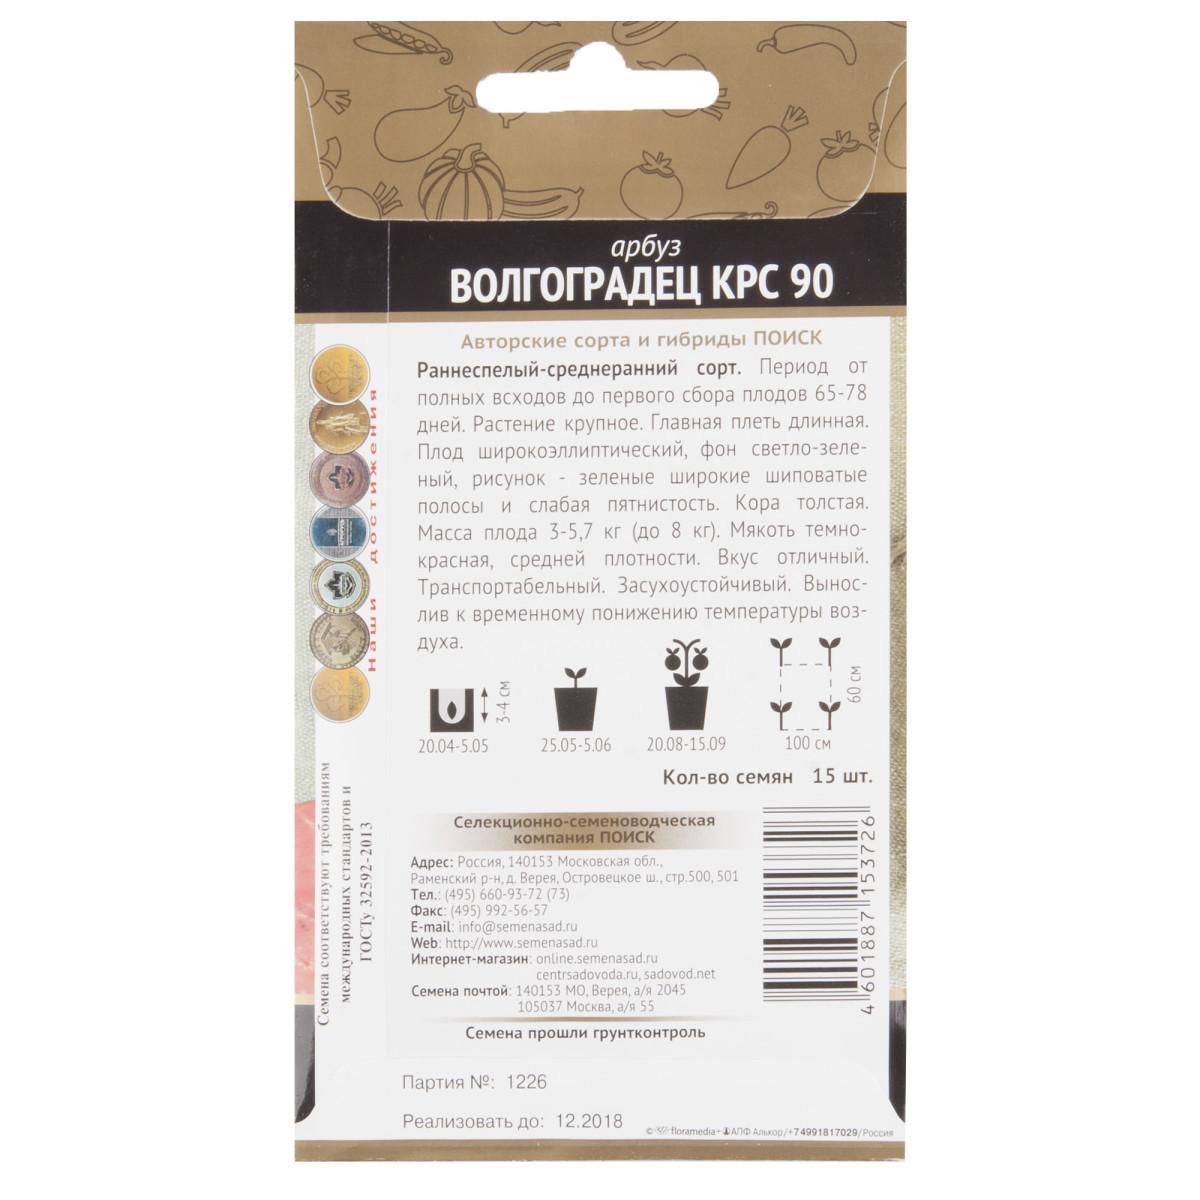 арбуз
ВОЛГОГРАДЕЦ КРС 90
Авторские сорта и гибриды ПОИСК
Раннеспелый-среднеранний сорт. Период от
полных всходов до первого сбора плодов 65-78
дней. Растение крупное. Главная плеть длинная.
Плод широкоэллиптический, фон светло-зеле-
ный, рисунок - зеленые широкие шиповатые
полосы и слабая пятнистость. Кора толстая.
Масса плода 3-5,7 кг (до 8 кг). Мякоть темно-
красная, средней плотности. Вкус отличный.
Транспортабельный. Засухоустойчивый. Вынос-
лив к временному понижению температуры воз-
духа.
Наши достижения
3-4 см
60 см
20.04-5.05
25.05-5.06
20.08-15.09
100 см
Кол-во семян 15 шт.
Семена соответствуют требованиям
международных стандартов и
ГОСТу 32592-2013
Селекционно-семеноводческая
компания ПОИСК
Адрес: Россия, 140153 Московская обл.,
Раменский р-н, д. Верея, Островецкое ш., стр.500, 501
Тел.: (495) 660-93-72 (73)
Факс: (495) 992-56-57
E-mail: info@semenasad.ru
Web: http://www.semenasad.ru
Интернет-магазин: online.semenasad.ru
centrsadovoda.ru, sadovod.net
Семена почтой: 140153 МО, Верея, а/я 2045
105037 Москва, а/я 55
Семена прошли грунтконтроль
4 601887 153726
Партия №: 1226
Реализовать до: 12.2018
© floramedia+ АПФ Алькор/+74991817029/Россия